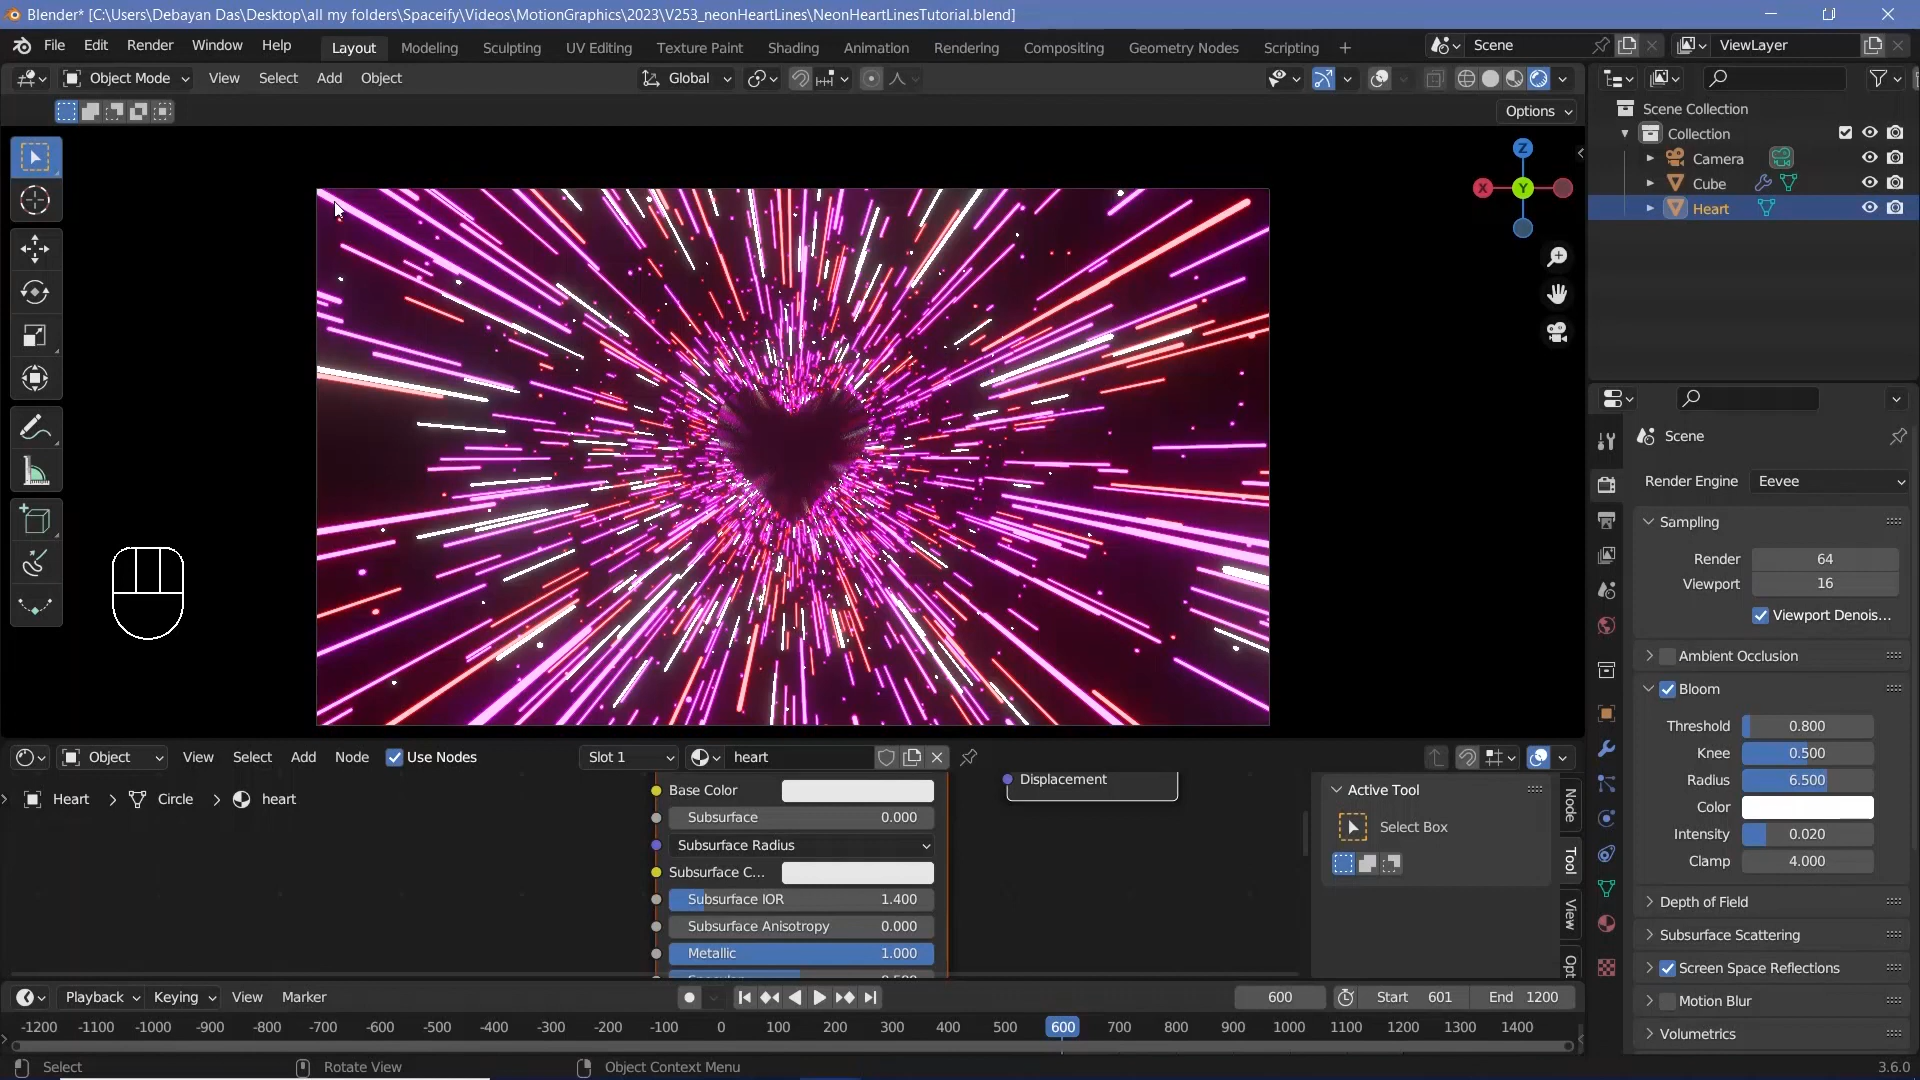 Blender* [C:\Users\Debayan Das\Desktop\all my folders\Spaceify\Videos\MotionGraphics\2023\V253_neonHeartLines\NeonHeartLinesTutorial.blend]
File Edit Render Window Help Layout Modeling Sculpting UV Editing Texture Paint Shading Animation Rendering Compositing Geometry Nodes Scripting + Scene ViewLayer
Object Mode View Select Add Object Global
Options
Scene Collection
Collection
Camera
Cube
Heart
Z
X
Y
Scene
Render Engine Eevee
Sampling
Render 64
Viewport 16
Viewport Denois...
Ambient Occlusion
Bloom
Threshold 0.800
Knee 0.500
Radius 6.500
Color
Intensity 0.020
Clamp 4.000
Depth of Field
Subsurface Scattering
Screen Space Reflections
Motion Blur
Volumetrics
Object View Select Add Node Use Nodes Slot 1 heart
Heart > Circle > heart
Base Color
Subsurface 0.000
Subsurface Radius
Subsurface C...
Subsurface IOR 1.400
Subsurface Anisotropy 0.000
Metallic 1.000
Displacement
Active Tool
Select Box
Node
Tool
View
Playback Keying View Marker 600 Start 601 End 1200
-1200 -1100 -1000 -900 -800 -700 -600 -500 -400 -300 -200 -100 0 100 200 300 400 500 600 700 800 900 1000 1100 1200 1300 1400
Select Rotate View Object Context Menu 3.6.0